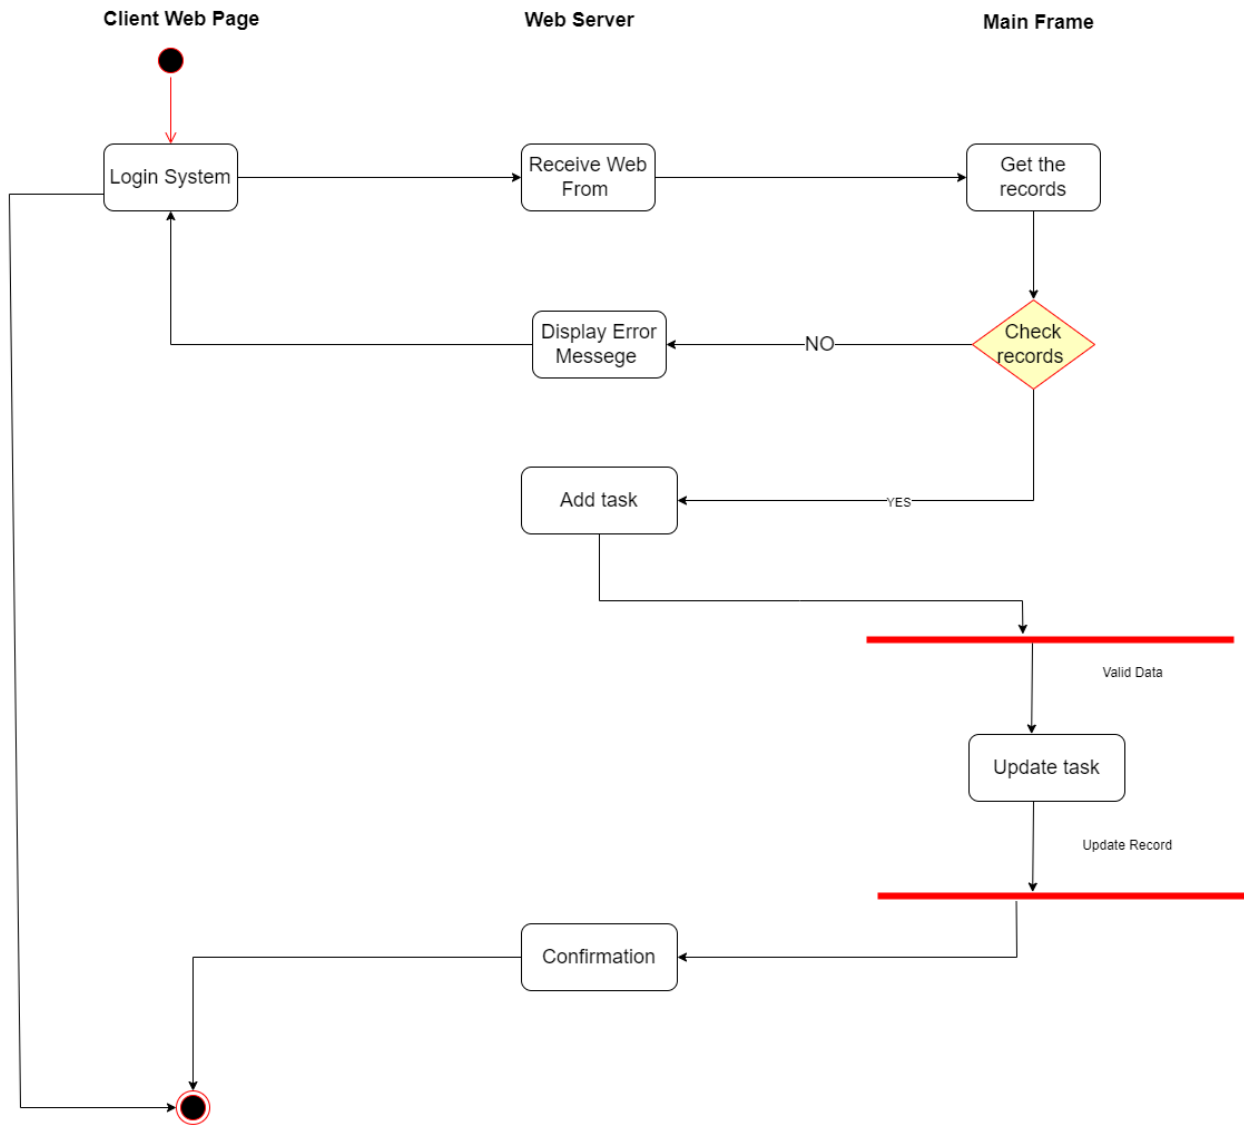 Client Web Page
Web Server
Main Frame
Login System
Receive Web
From
Get the
records
Display Error
Messege
NO
Check
records
Add task
YES
Valid Data
Update task
Update Record
Confirmation